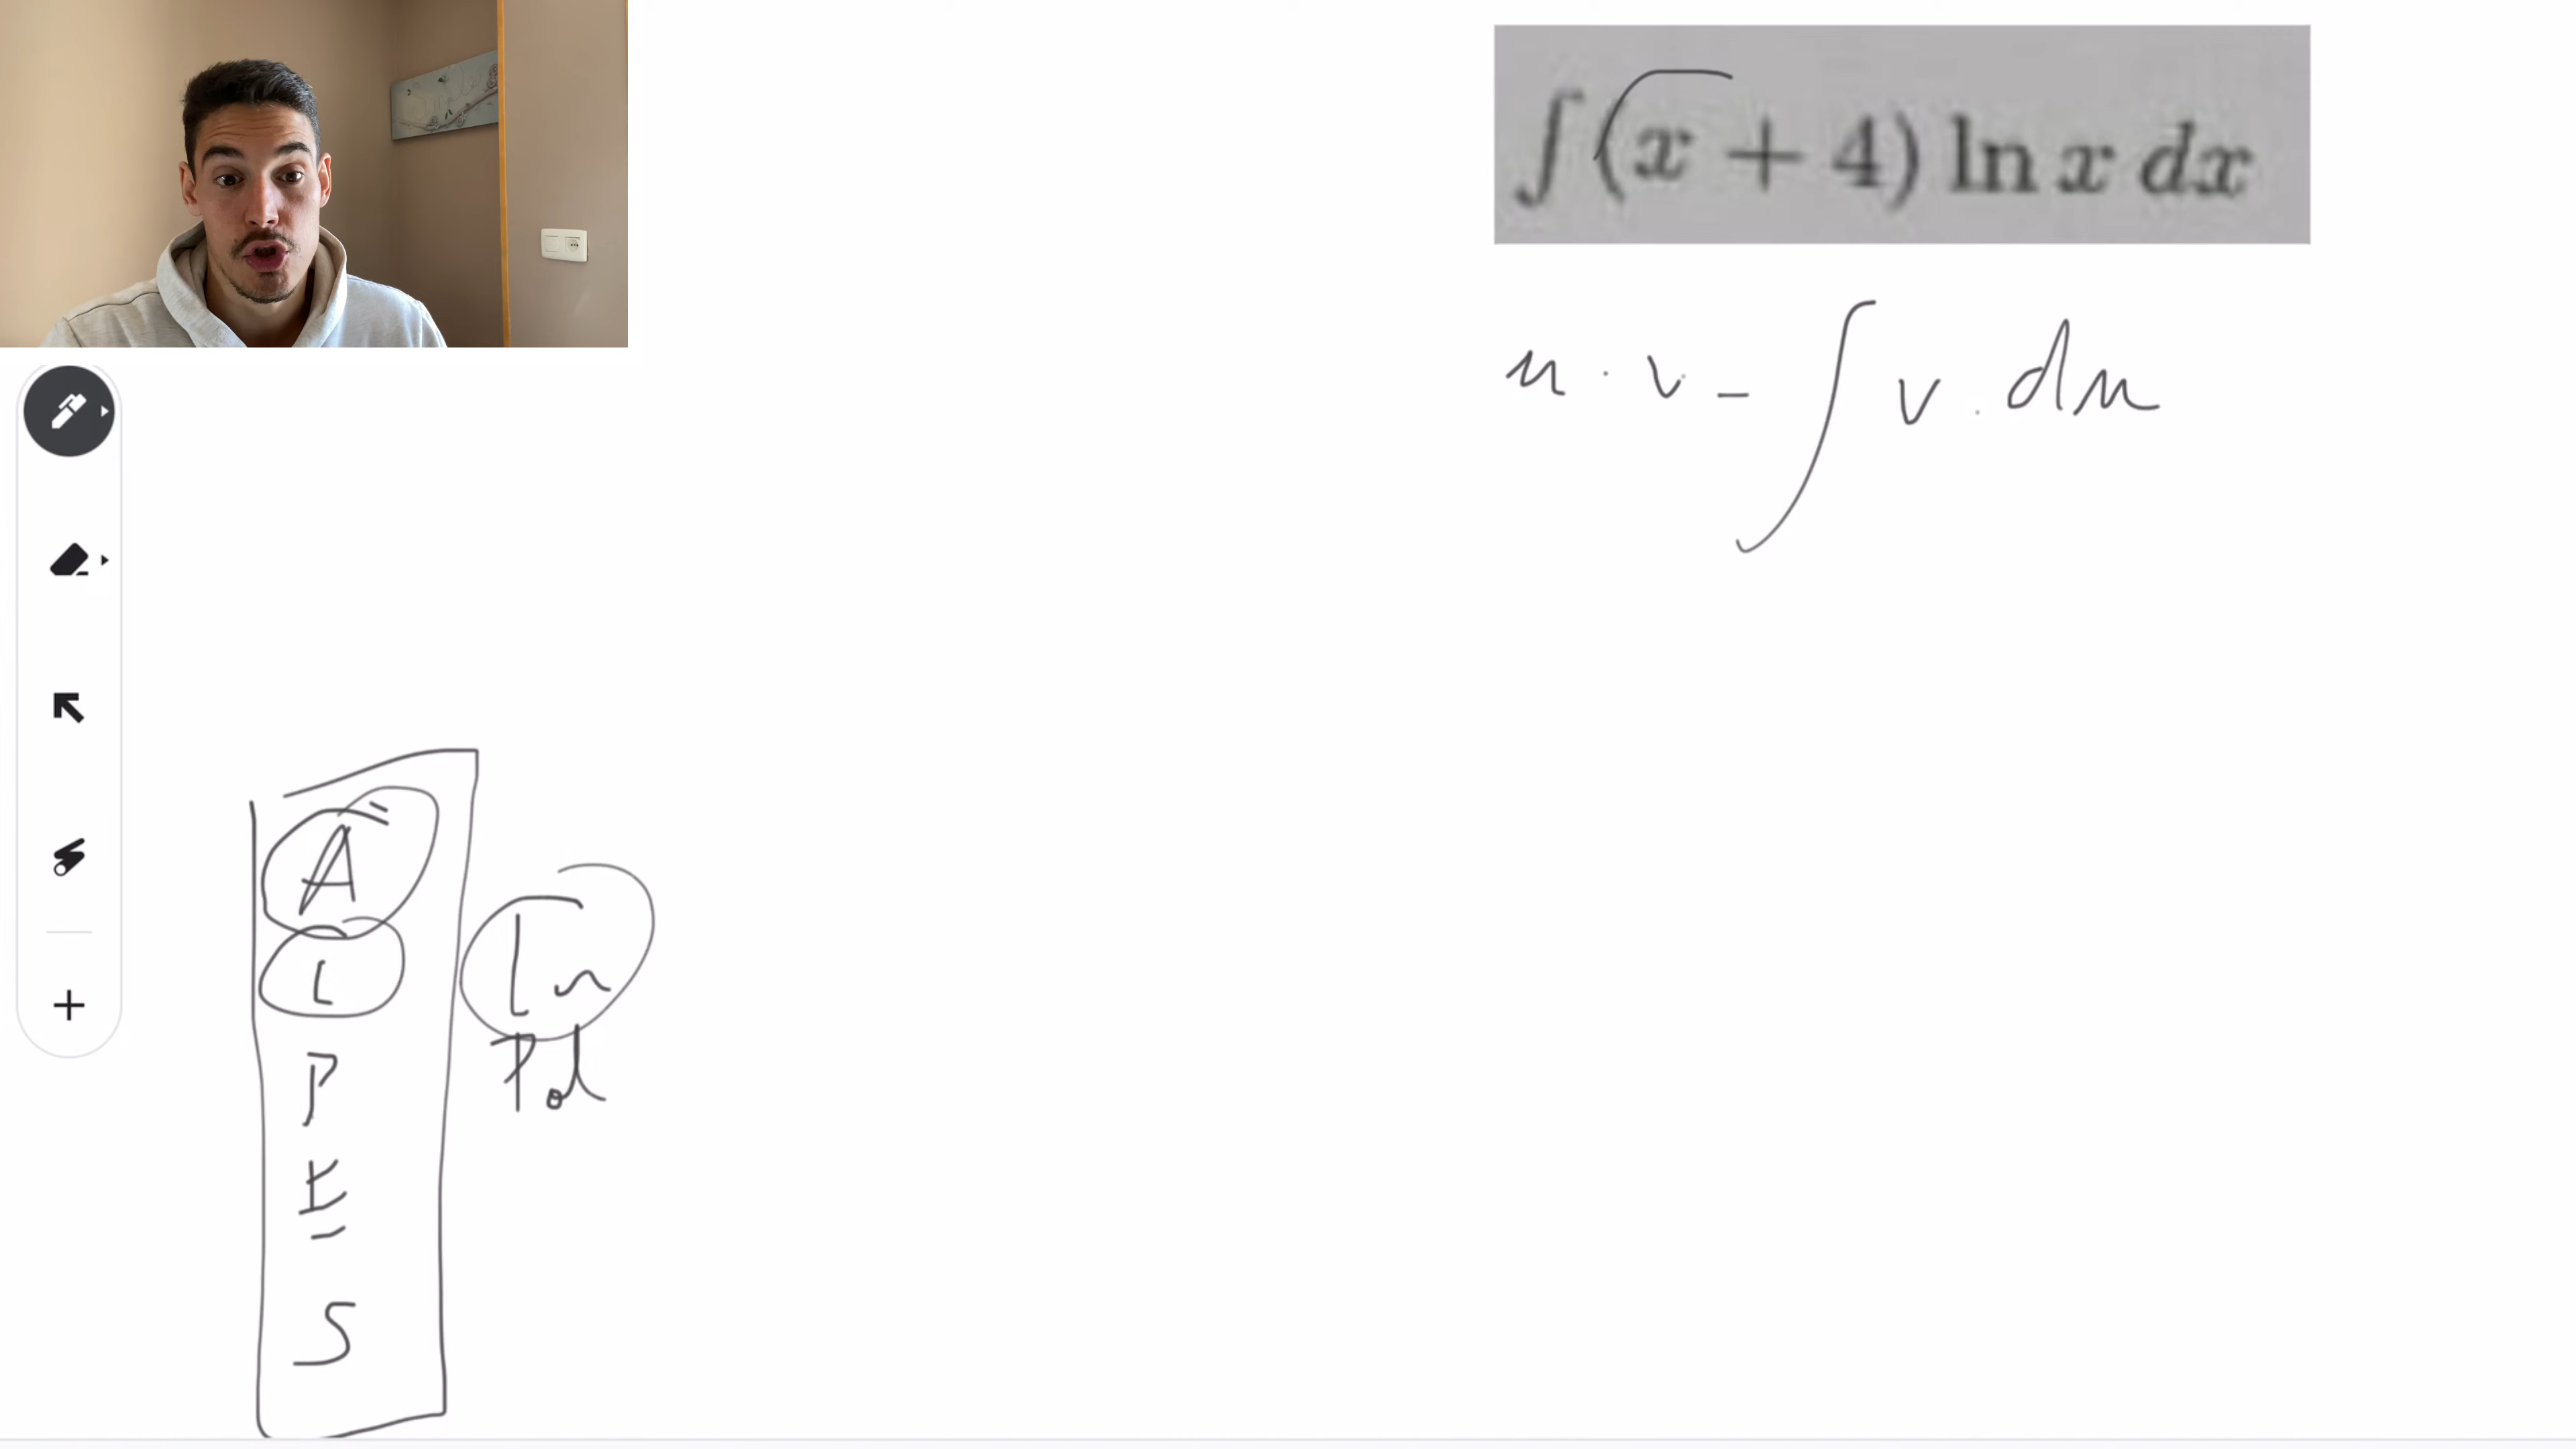 ∫(x + 4) ln x dx
u · v - ∫ v · du
A
L
P
E
S
Ln
Pol